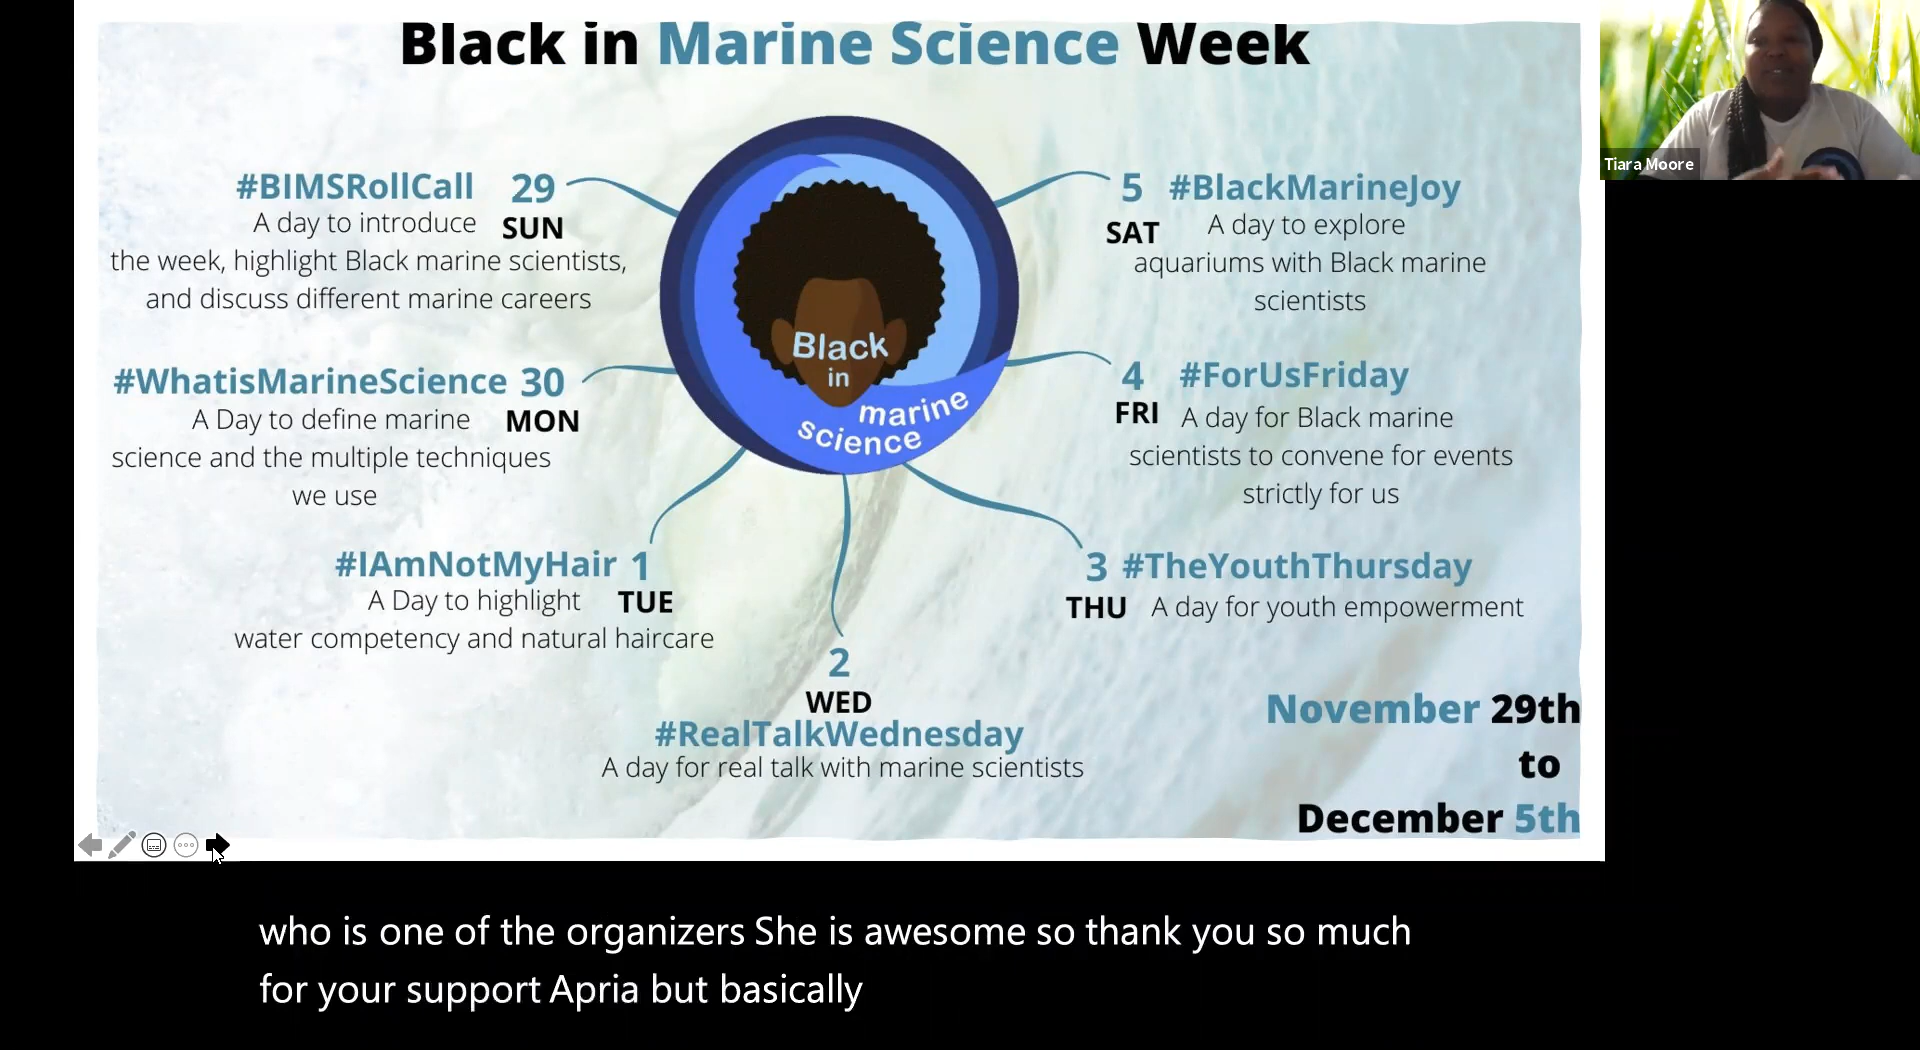 Black in Marine Science Week
Tiara Moore
#BIMSRollCall 29
SUN
A day to introduce
the week, highlight Black marine scientists,
and discuss different marine careers
#WhatisMarineScience 30
MON
A Day to define marine
science and the multiple techniques
we use
#IAmNotMyHair 1
TUE
A Day to highlight
water competency and natural haircare
2
WED
#RealTalkWednesday
A day for real talk with marine scientists
3 #TheYouthThursday
THU
A day for youth empowerment
4 #ForUsFriday
FRI
A day for Black marine
scientists to convene for events
strictly for us
5 #BlackMarineJoy
SAT
A day to explore
aquariums with Black marine
scientists
Black
in
marine
science
November 29th
to
December 5th
who is one of the organizers She is awesome so thank you so much
for your support Apria but basically